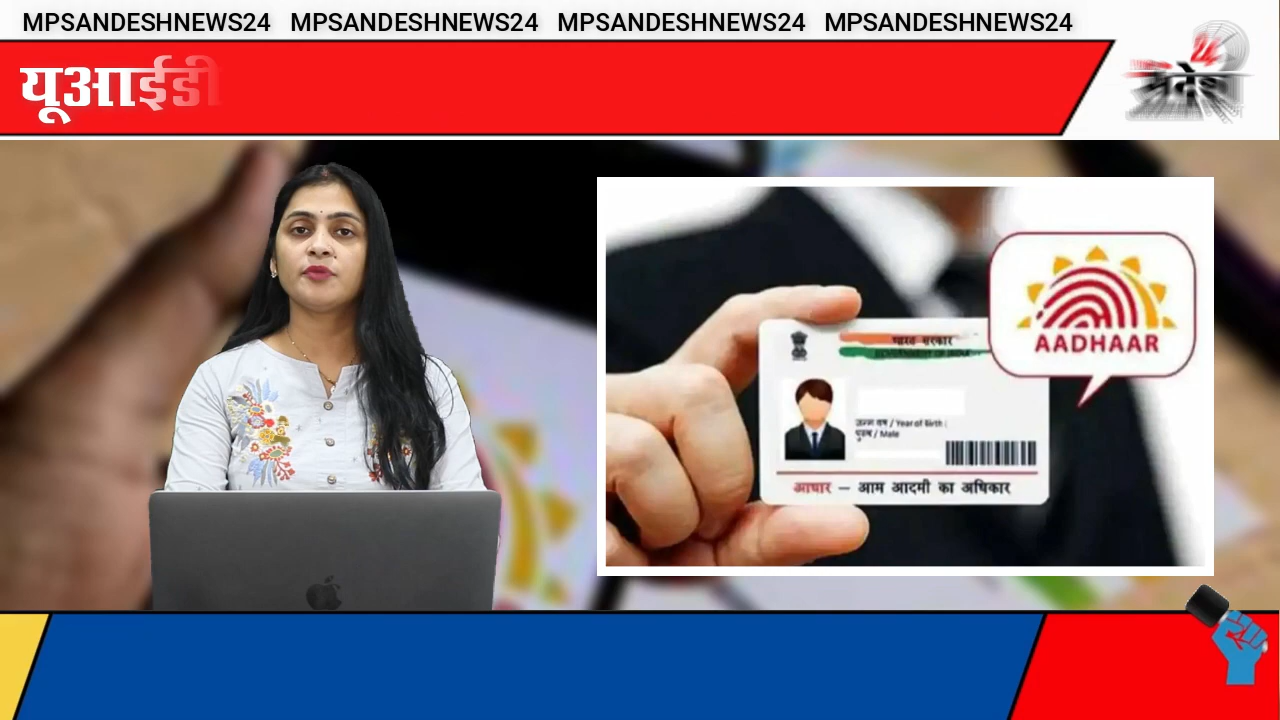 MPSANDESHNEWS24 MPSANDESHNEWS24 MPSANDESHNEWS24 MPSANDESHNEWS24
24
यूआईडी
भारत सरकार
GOVERNMENT OF INDIA
AADHAAR
जन्म वर्ष / Year of Birth :
पुरुष / Male
आधार – आम आदमी का अधिकार